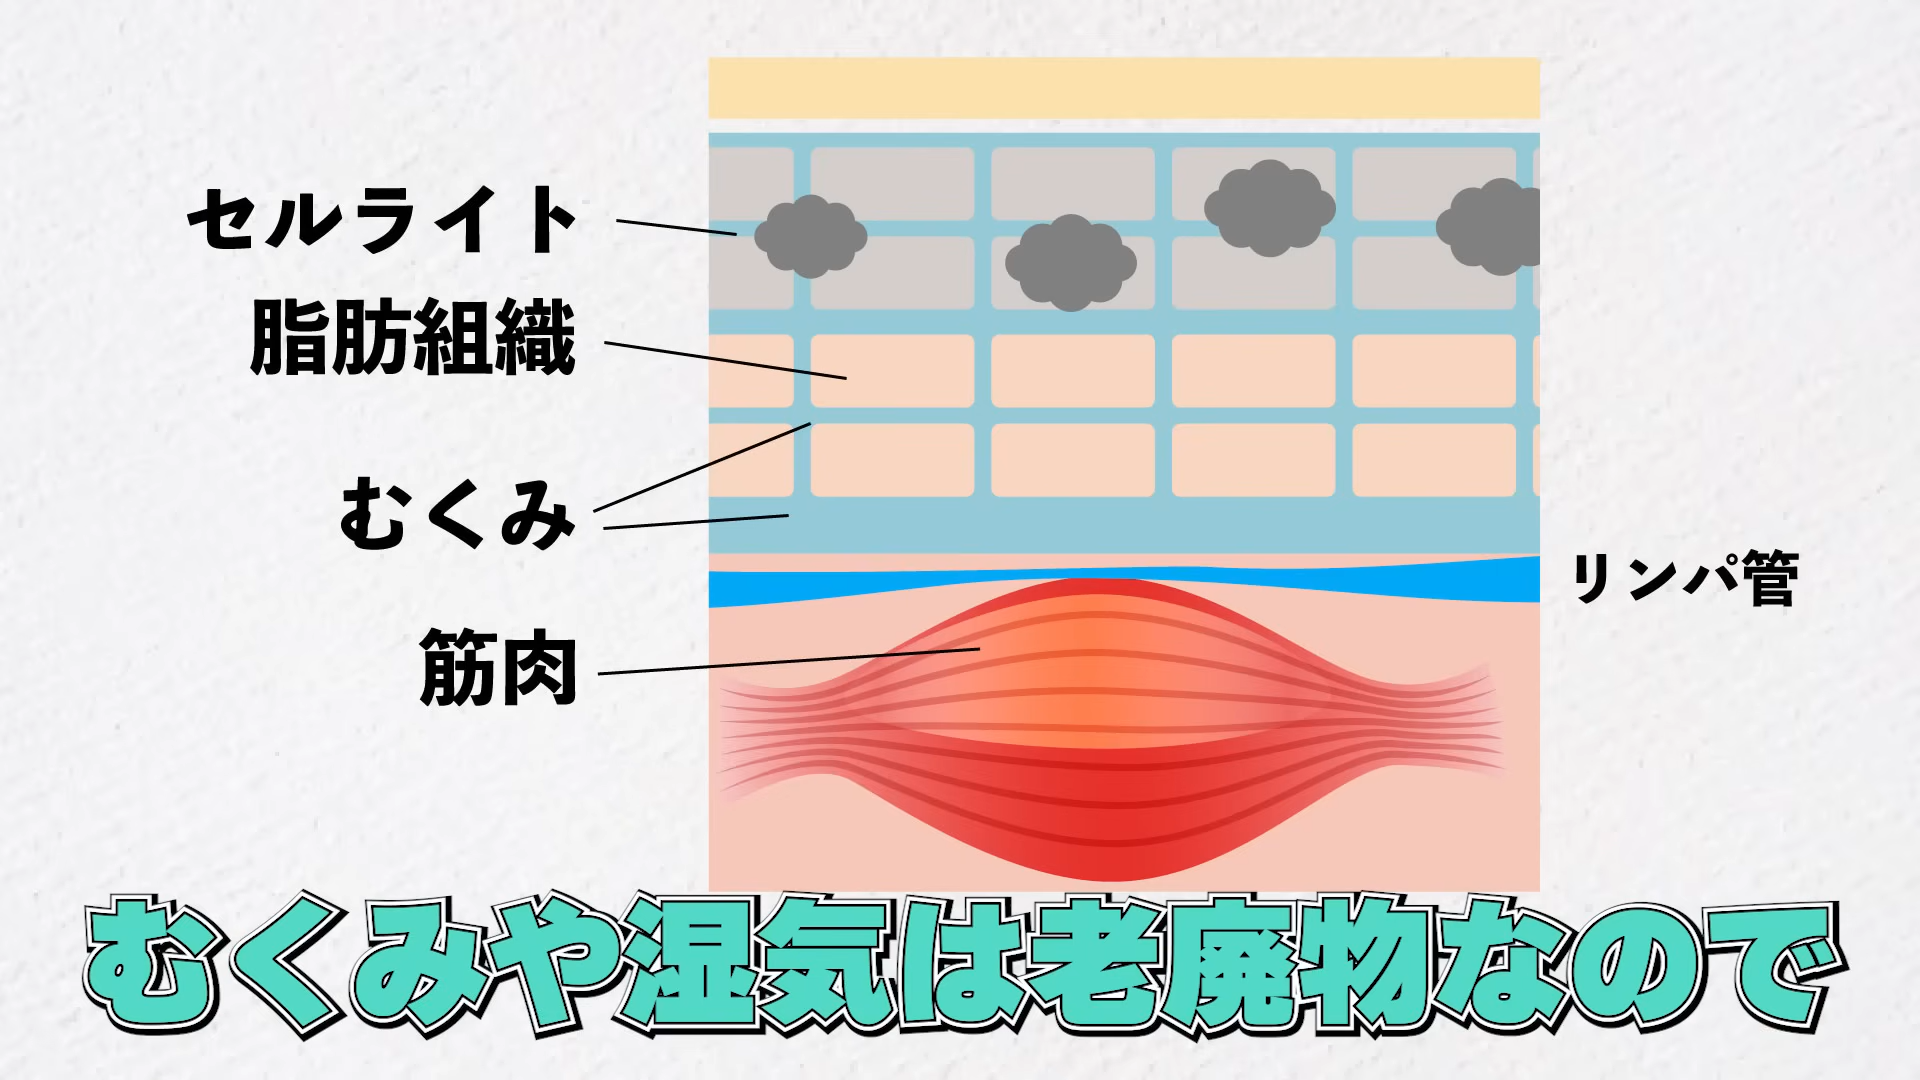 セルライト
脂肪組織
むくみ
リンパ管
筋肉
むくみや湿気は老廃物なので